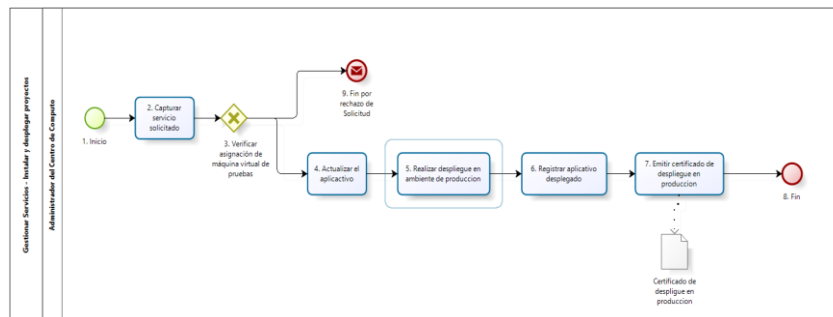 Gestionar Servicios - Instalar y desplegar proyectos
Administrador del Centro de Computo
1. Inicio
2. Capturar
servicio
solicitado
3. Verificar
asignación de
máquina virtual de
pruebas
9. Fin por
rechazo de
Solicitud
4. Actualizar el
aplicactivo
5. Realizar despliegue en
ambiente de produccion
6. Registrar aplicativo
desplegado
7. Emitir certificado de
despliegue en
produccion
8. Fin
Certificado de
despligue en
produccion